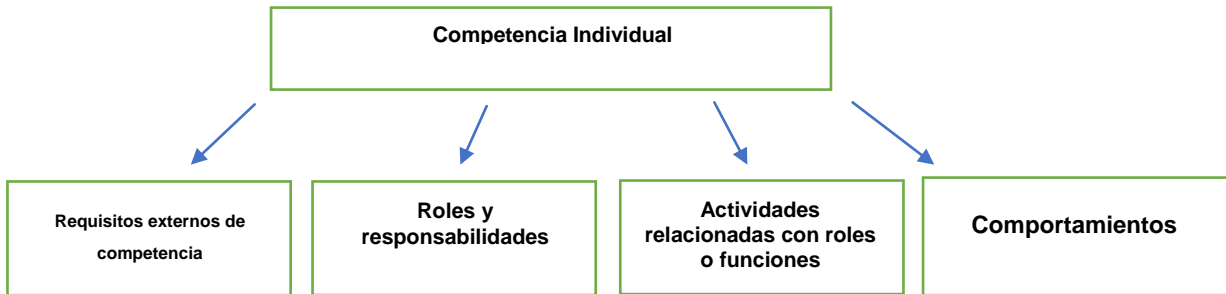 Competencia Individual
Requisitos externos de
competencia
Roles y
responsabilidades
Actividades
relacionadas con roles
o funciones
Comportamientos